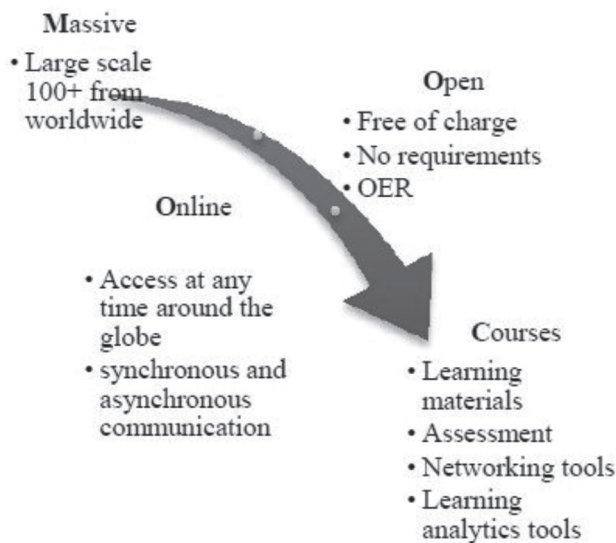 Massive
• Large scale
100+ from
worldwide
Open
• Free of charge
• No requirements
• OER
Online
• Access at any
time around the
globe
• synchronous and
asynchronous
communication
Courses
• Learning
materials
• Assessment
• Networking tools
• Learning
analytics tools